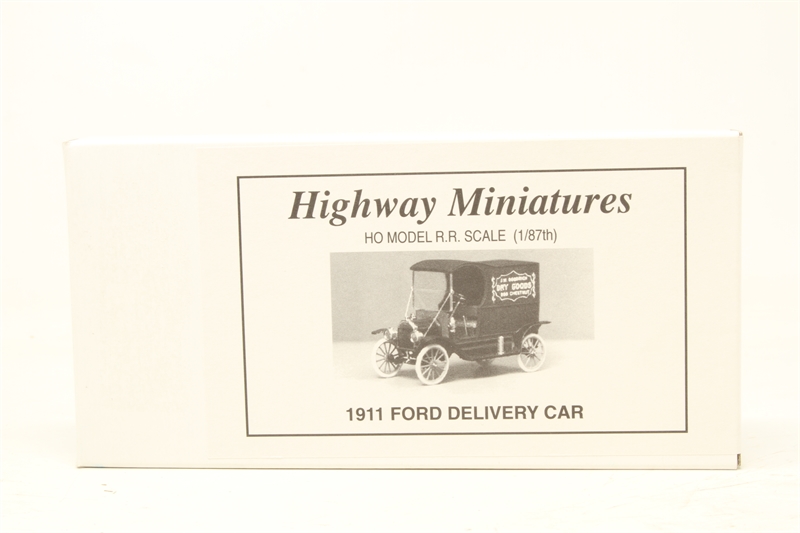 Highway Miniatures
HO MODEL R.R. SCALE (1/87th)
DRY GOODS
1911 FORD DELIVERY CAR